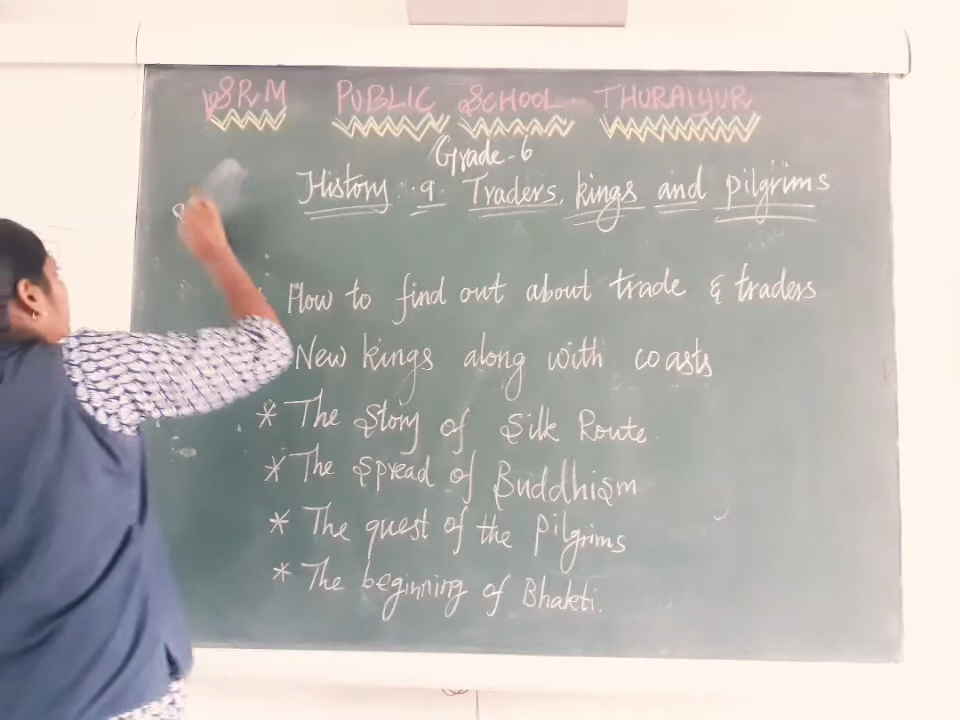 SRM PUBLIC SCHOOL - THURAIYUR
Grade-6
History : 9. Traders, kings and pilgrims
How to find out about trade & traders
New kings along with coasts
* The Story of Silk Route.
* The Spread of Buddhism
* The quest of the Pilgrims
* The beginning of Bhakti.